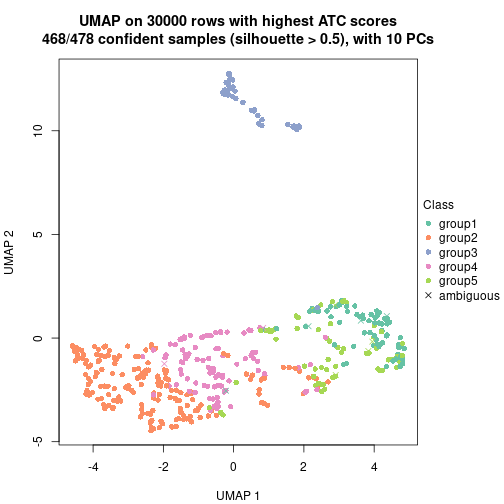 UMAP on 30000 rows with highest ATC scores
468/478 confident samples (silhouette > 0.5), with 10 PCs
UMAP 2
10
5
0
-5
-4
-2
0
2
4
UMAP 1
Class
group1
group2
group3
group4
group5
ambiguous